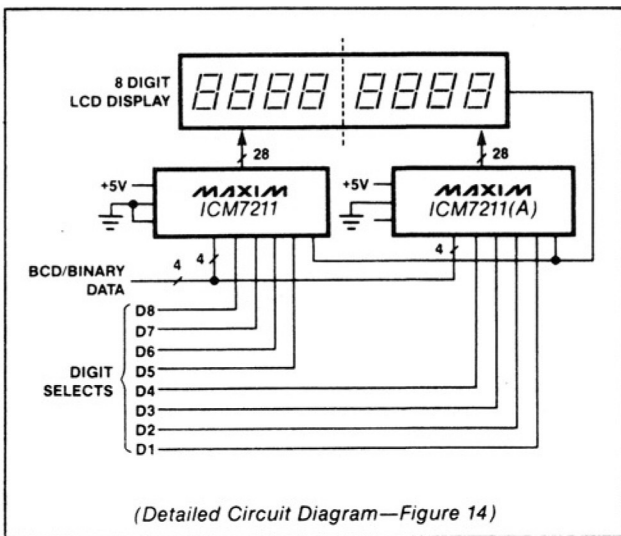 8 DIGIT
LCD DISPLAY
28
28
+5V
MAXIM
ICM7211
+5V
MAXIM
ICM7211(A)
4
4
BCD/BINARY
DATA
4
D8
D7
D6
D5
DIGIT
SELECTS
D4
D3
D2
D1
(Detailed Circuit Diagram—Figure 14)